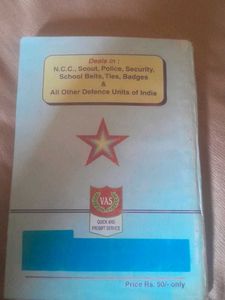 Deals in :
N.C.C., Scout, Police, Security,
School Belts, Ties, Badges
&
All Other Defence Units of India
VAS
QUICK AND
PROMPT SERVICE
Price Rs. 50/- only